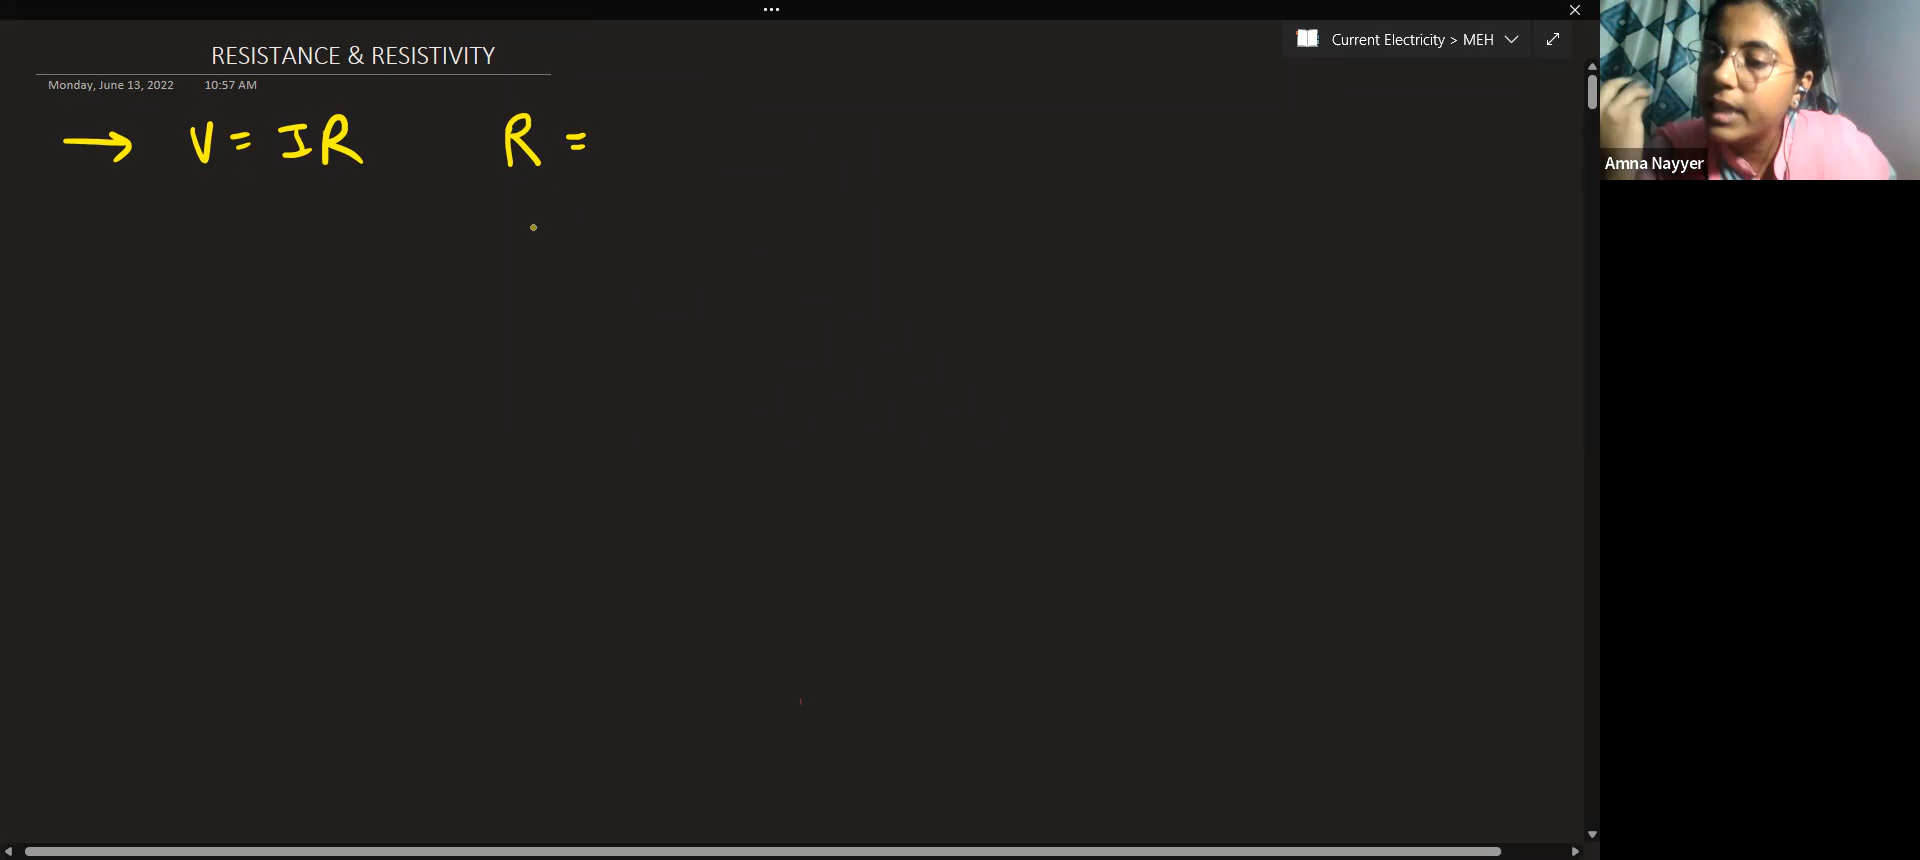 RESISTANCE & RESISTIVITY
Current Electricity > MEH
Monday, June 13, 2022 10:57 AM
→ V = IR R =
Amna Nayyer